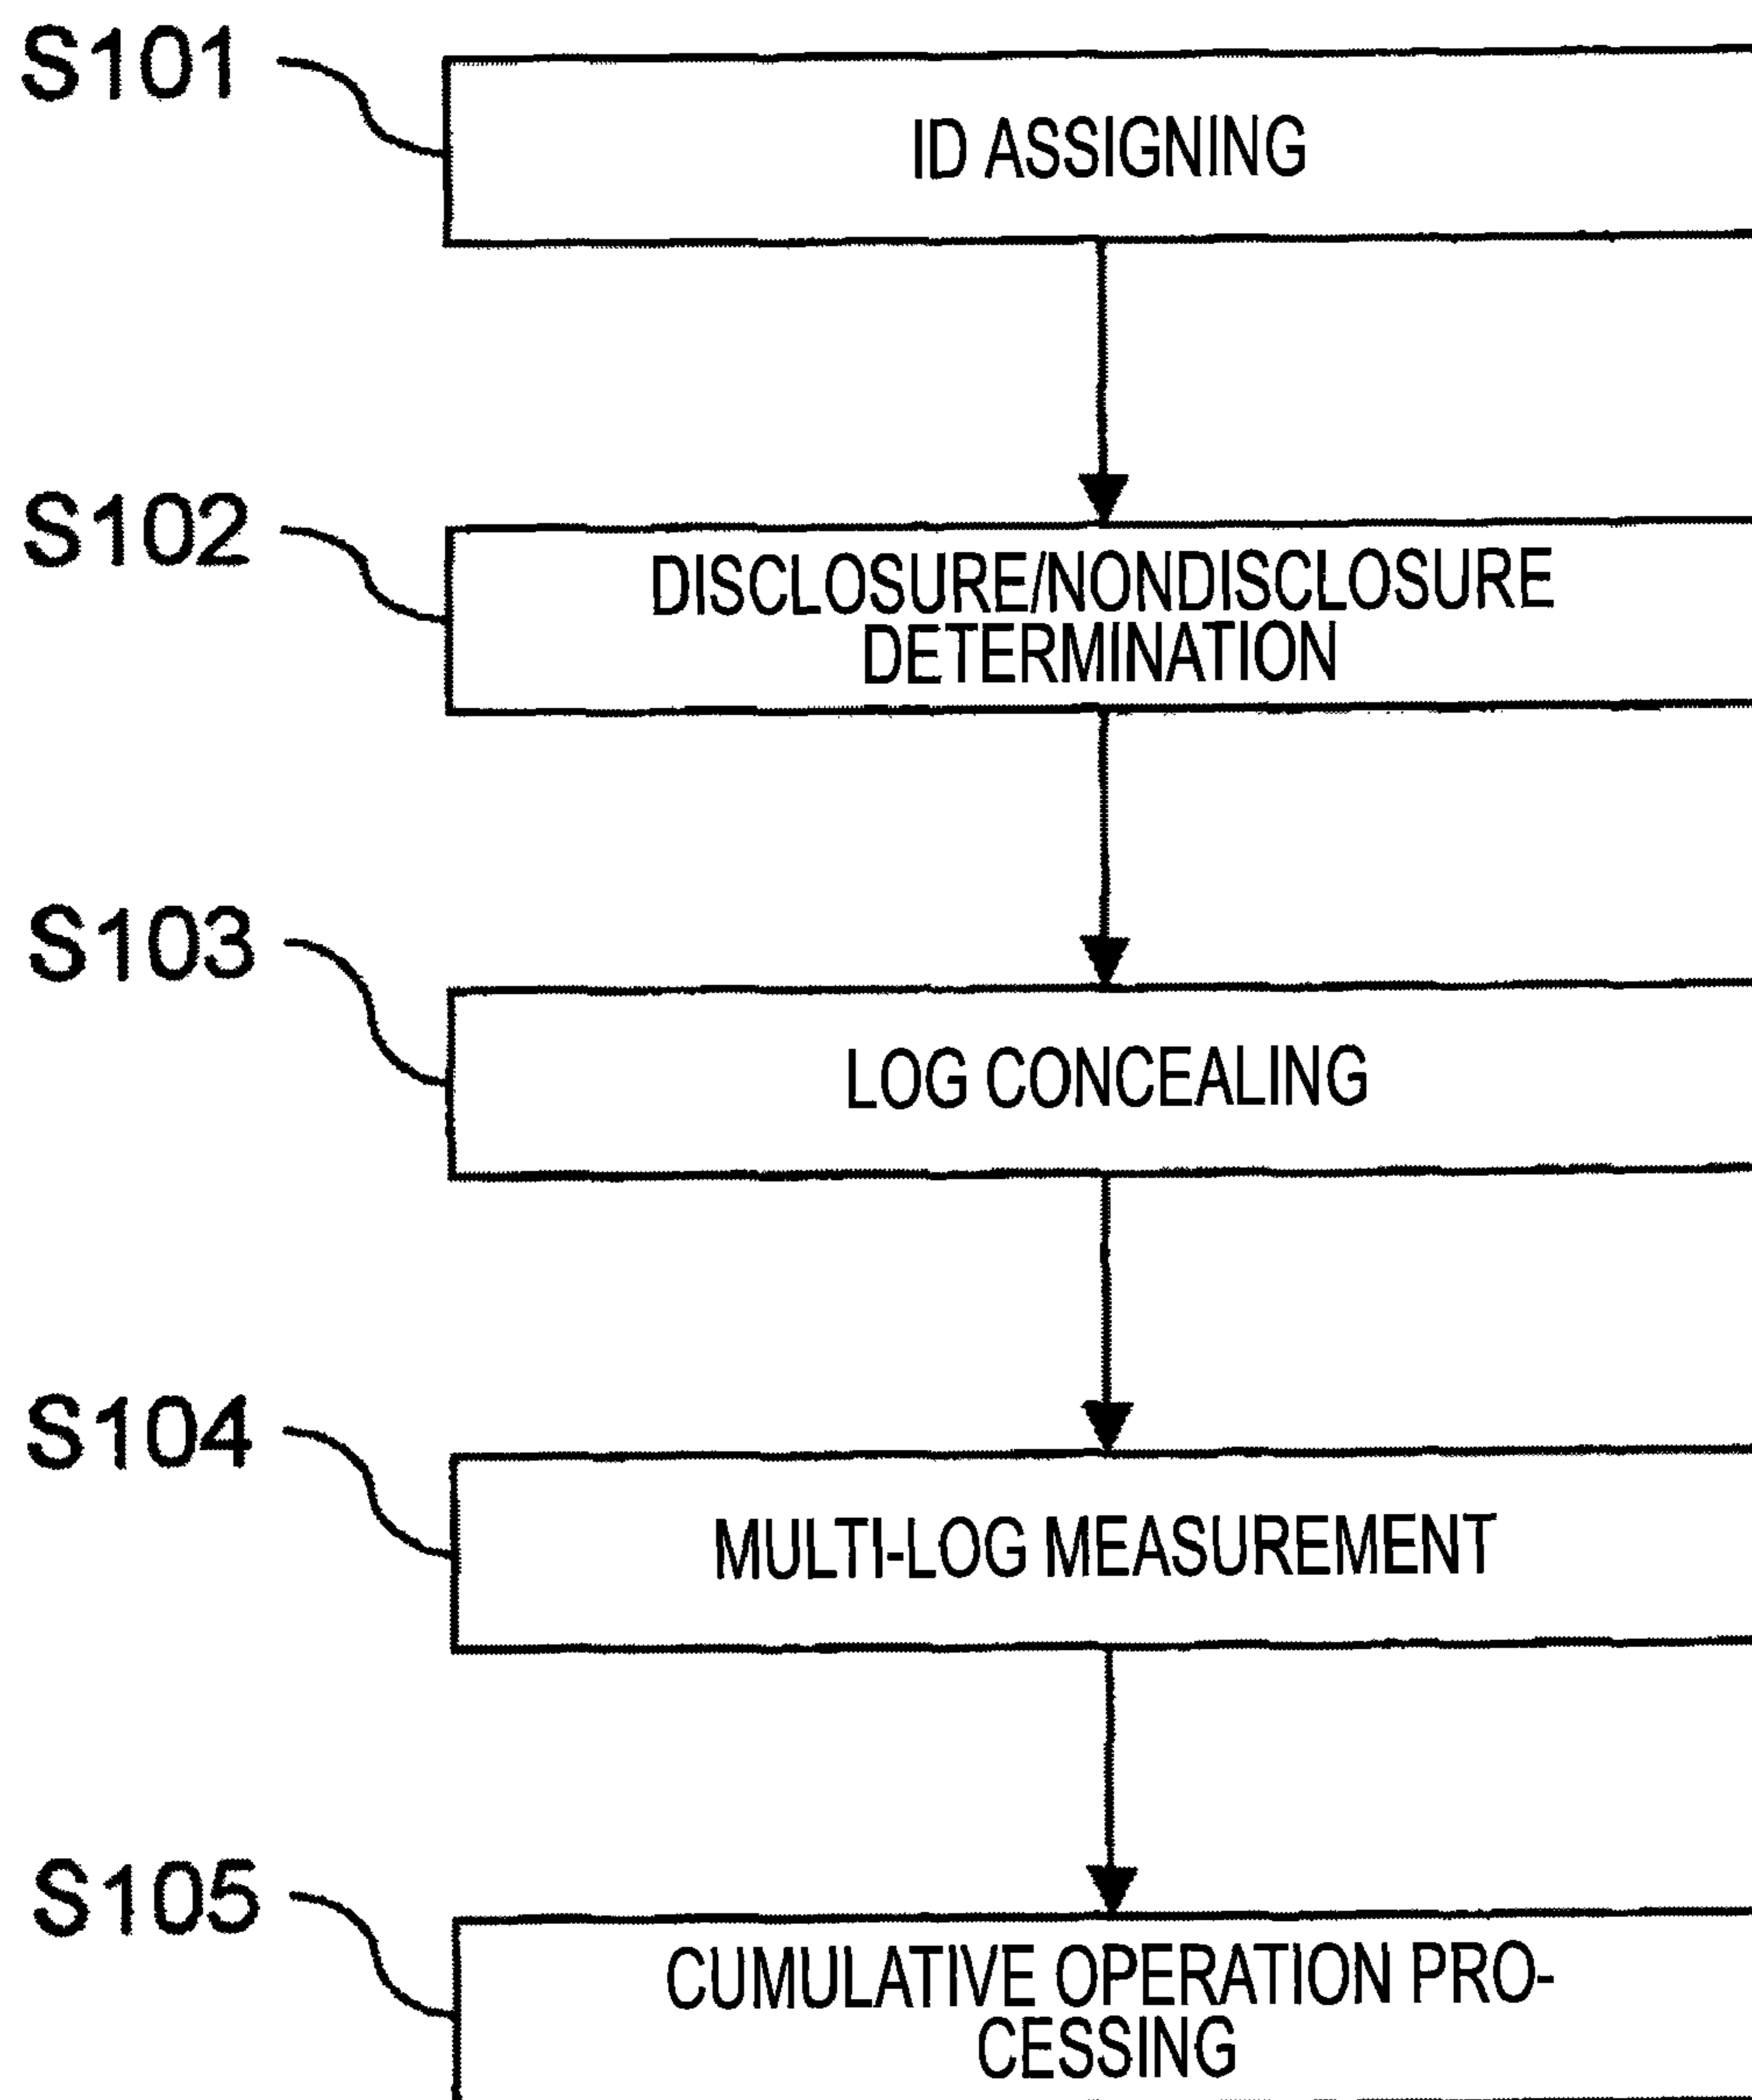 S101
ID ASSIGNING
S102
DISCLOSURE/NONDISCLOSURE
DETERMINATION
S103
LOG CONCEALING
S104
MULTI-LOG MEASUREMENT
S105
CUMULATIVE OPERATION PRO-
CESSING